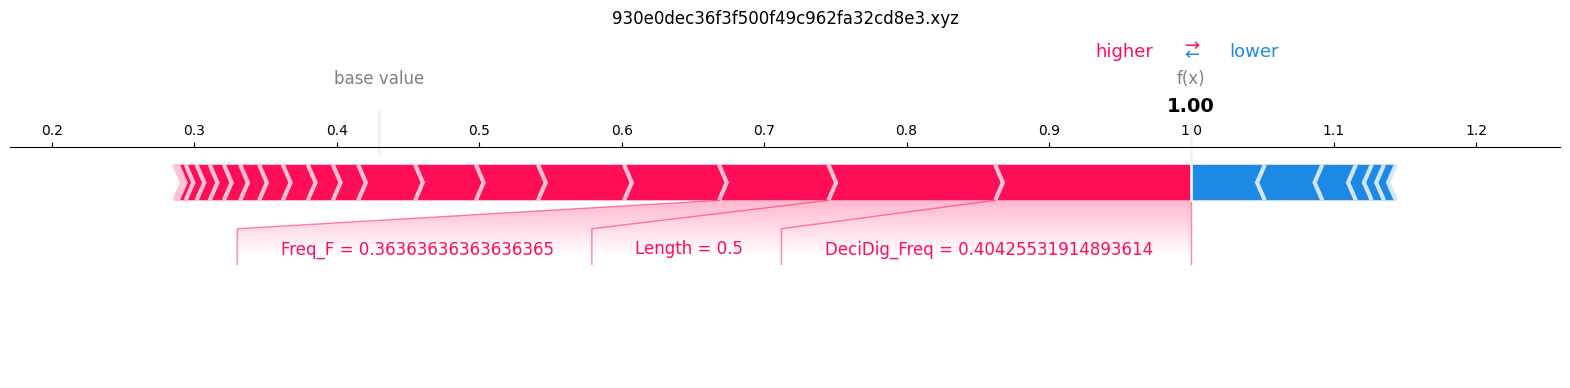 930e0dec36f3f500f49c962fa32cd8e3.xyz
higher ⇄ lower
base value f(x)
1.00
0.2 0.3 0.4 0.5 0.6 0.7 0.8 0.9 1.0 1.1 1.2
Freq_F = 0.36363636363636365 Length = 0.5 DeciDig_Freq = 0.40425531914893614